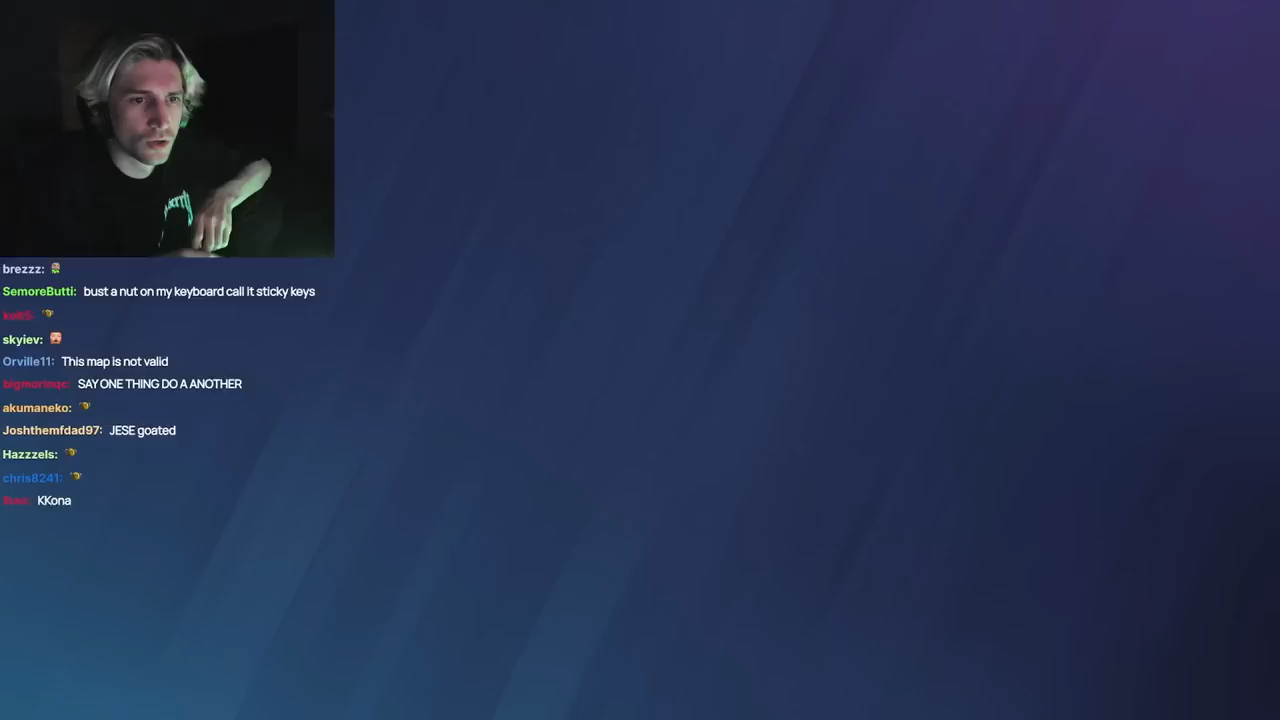 brezzz:
SemoreButti: bust a nut on my keyboard call it sticky keys
skyiev:
Orville11: This map is not valid
bigmorinqc: SAY ONE THING DO A ANOTHER
akumaneko:
Joshthemfdad97: JESE goated
Hazzzels:
chris8241:
KKona